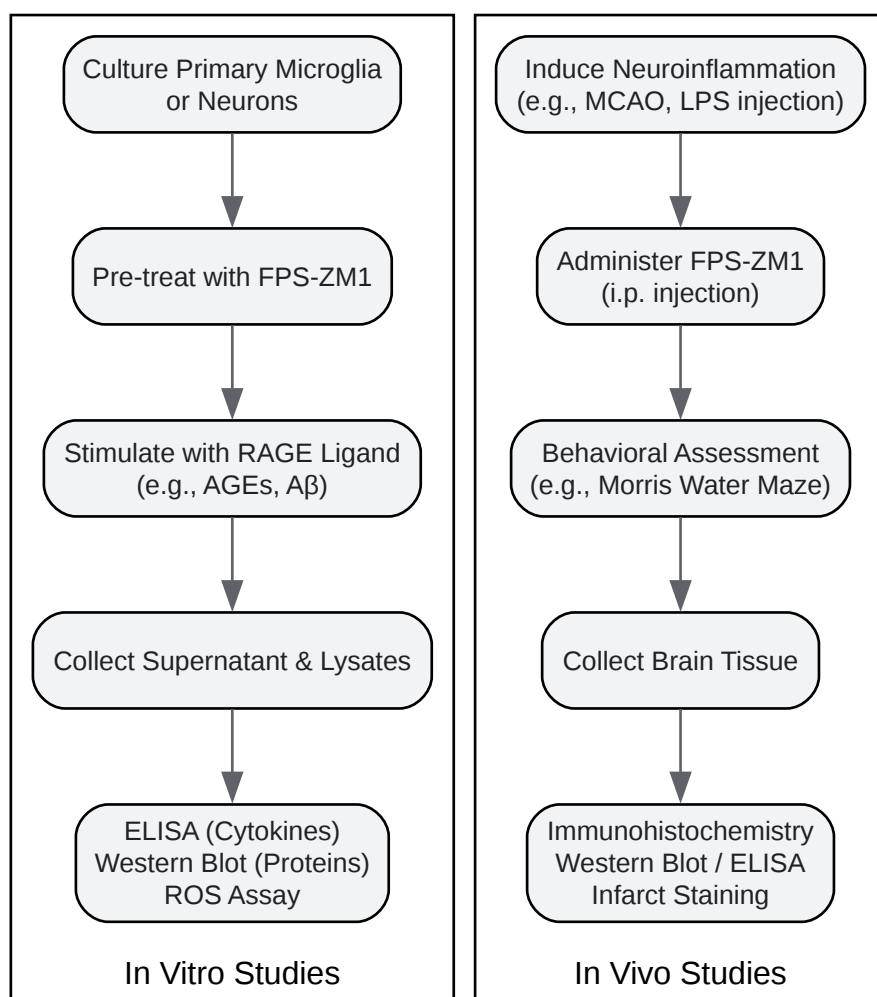 Culture Primary Microglia
or Neurons
Pre-treat with FPS-ZM1
Stimulate with RAGE Ligand
(e.g., AGEs, Aβ)
Collect Supernatant & Lysates
ELISA (Cytokines)
Western Blot (Proteins)
ROS Assay
In Vitro Studies
Induce Neuroinflammation
(e.g., MCAO, LPS injection)
Administer FPS-ZM1
(i.p. injection)
Behavioral Assessment
(e.g., Morris Water Maze)
Collect Brain Tissue
Immunohistochemistry
Western Blot / ELISA
Infarct Staining
In Vivo Studies